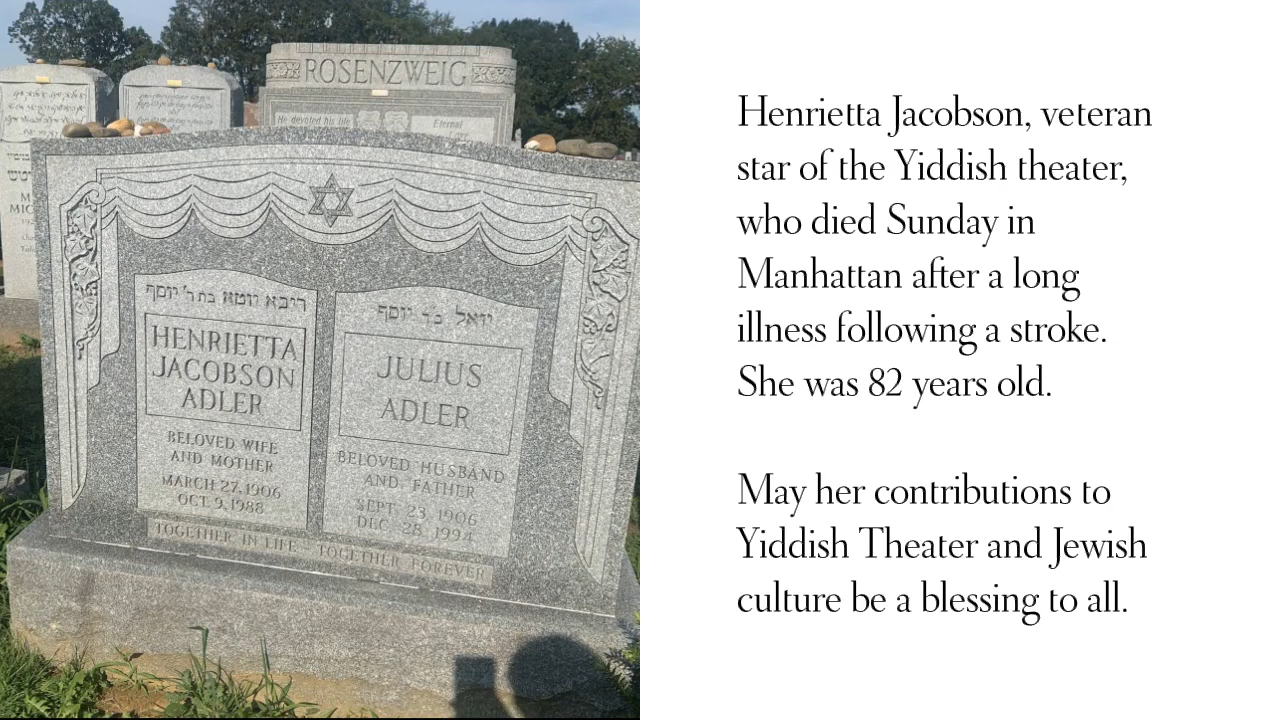 ROSENZWEIG
He devoted his life
Eternal
ריבא יוטא בת ר' יוסף
HENRIETTA
JACOBSON
ADLER
BELOVED WIFE
AND MOTHER
MARCH 27, 1906
OCT. 9, 1988
יואל בר יוסף
JULIUS
ADLER
BELOVED HUSBAND
AND FATHER
SEPT. 23, 1906
DEC. 28, 1994
TOGETHER IN LIFE - TOGETHER FOREVER
Henrietta Jacobson, veteran
star of the Yiddish theater,
who died Sunday in
Manhattan after a long
illness following a stroke.
She was 82 years old.
May her contributions to
Yiddish Theater and Jewish
culture be a blessing to all.